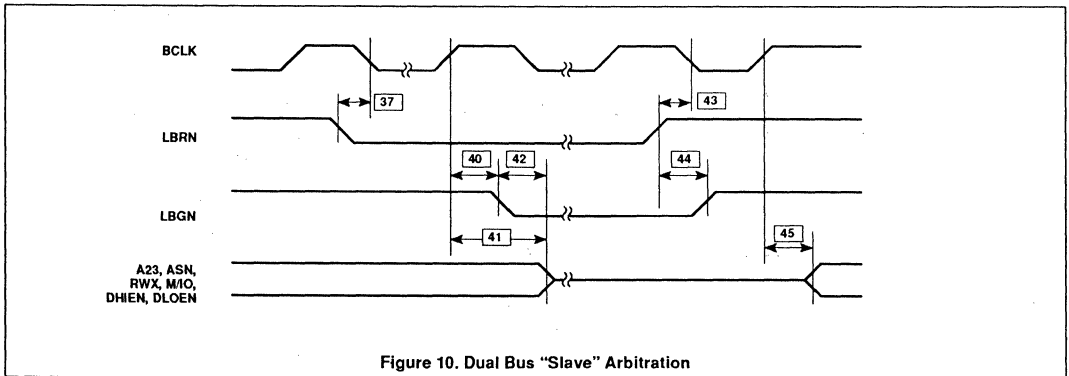 BCLK
37
43
LBRN
40
42
44
LBGN
41
45
A23, ASN,
RWX, M/IO,
DHIEN, DLOEN
Figure 10. Dual Bus “Slave” Arbitration